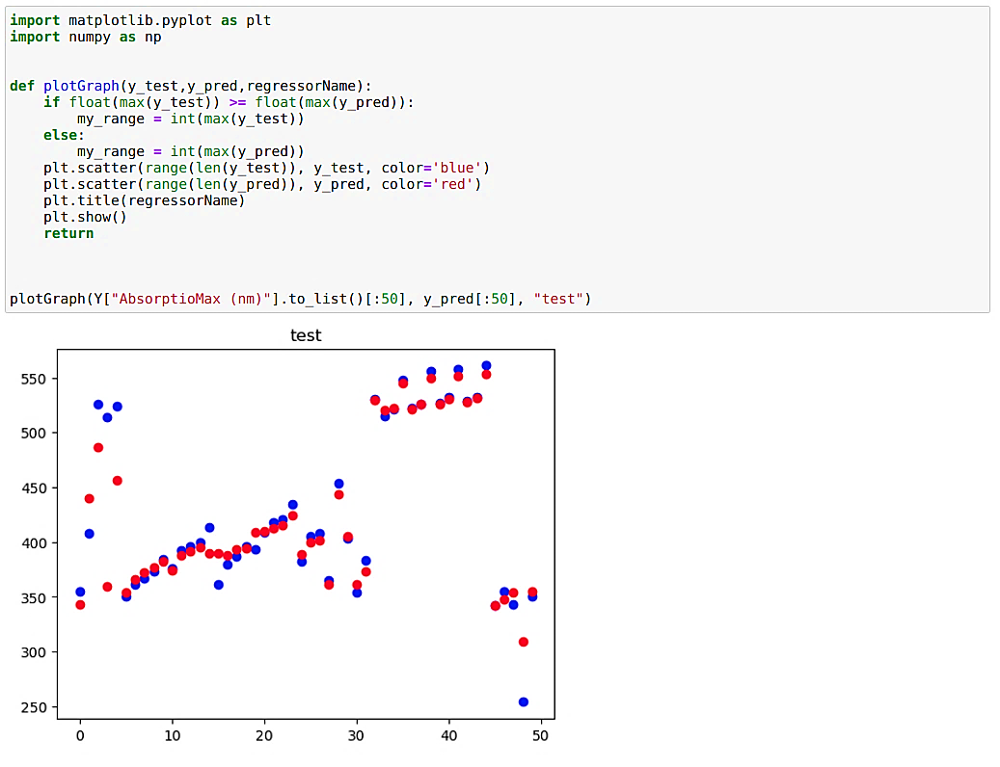 import matplotlib.pyplot as plt
import numpy as np
def plotGraph(y_test,y_pred,regressorName):
    if float(max(y_test)) >= float(max(y_pred)):
        my_range = int(max(y_test))
    else:
        my_range = int(max(y_pred))
    plt.scatter(range(len(y_test)), y_test, color='blue')
    plt.scatter(range(len(y_pred)), y_pred, color='red')
    plt.title(regressorName)
    plt.show()
    return
plotGraph(Y["AbsorptioMax (nm)"].to_list()[:50], y_pred[:50], "test")
test
550
500
450
400
350
300
250
0 10 20 30 40 50